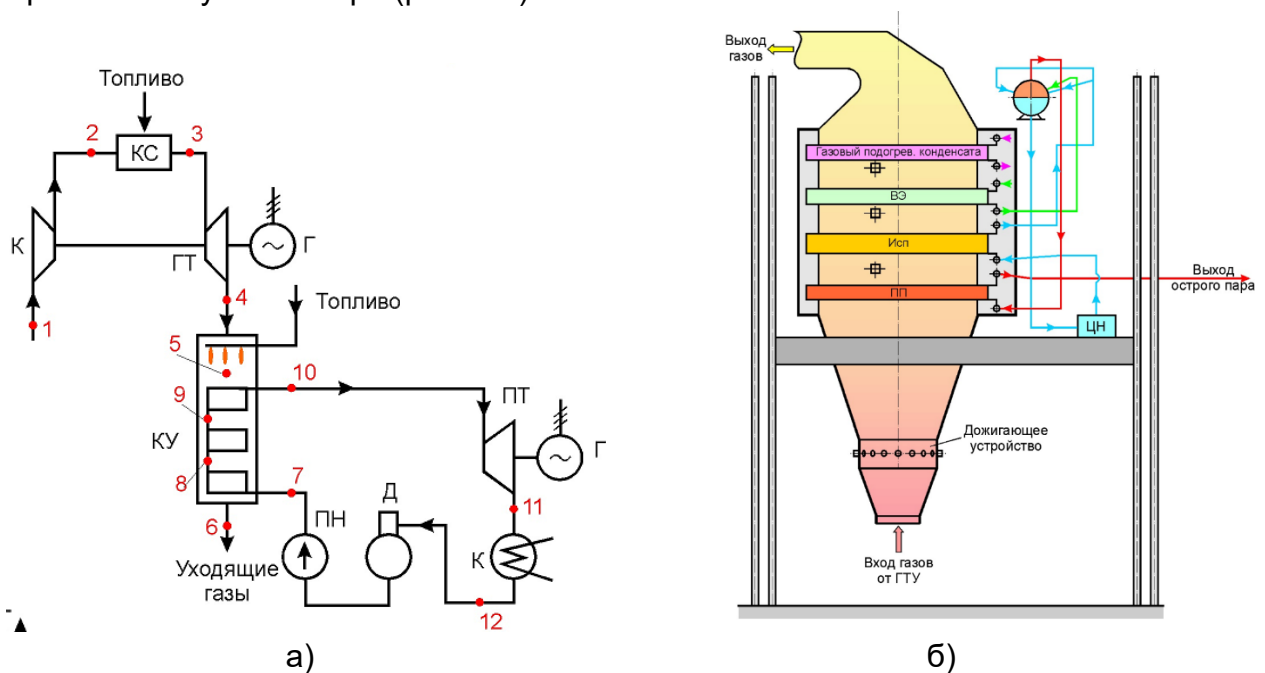 Топливо
2
3
КС
К
ГТ
Г
1
4
Топливо
5
10
9
ПТ
КУ
Г
8
7
Д
11
6
ПН
К
Уходящие
газы
12
а)
Выход
газов
Газовый подогрев. конденсата
ВЭ
Исп
ПП
ЦН
Выход
острого пара
Дожигающее
устройство
Вход газов
от ГТУ
б)